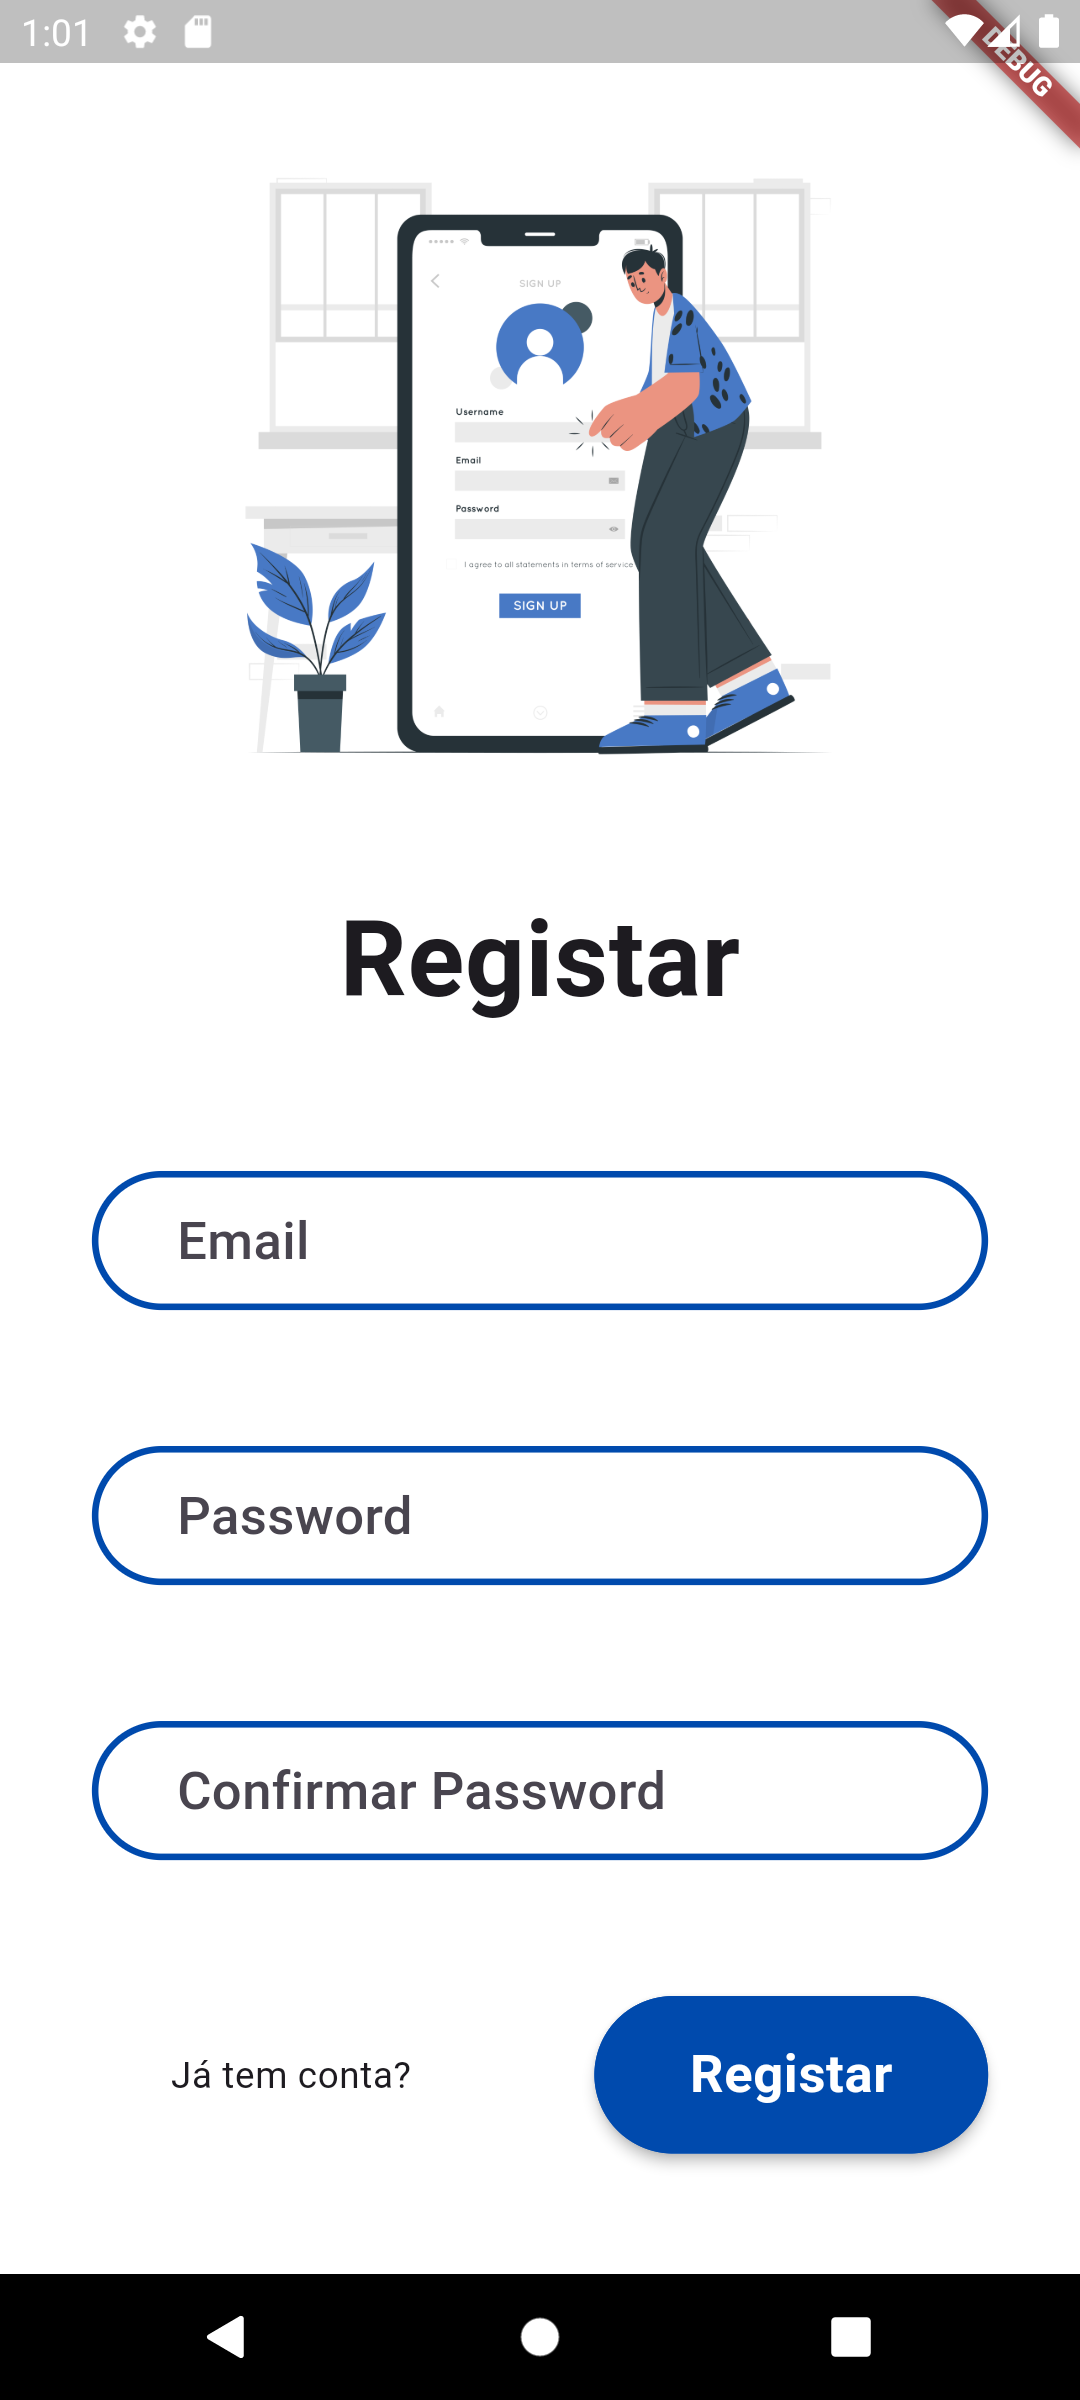 1:01
DEBUG
SIGN UP
Username
Email
Password
I agree to all statements in terms of service
SIGN UP
Registar
Email
Password
Confirmar Password
Já tem conta?
Registar